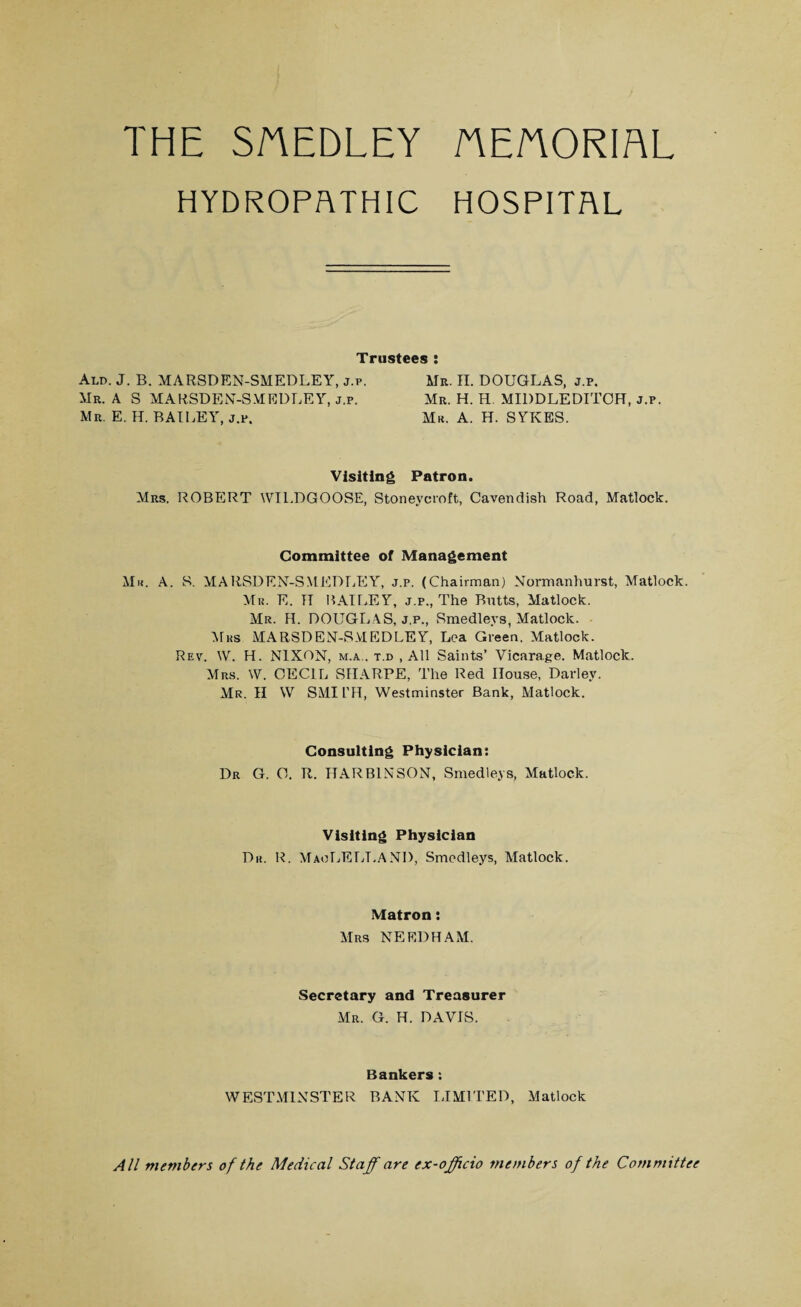 THE SMEDLEY MEMORIAL
HYDROPATHIC HOSPITAL
Trustees :
ALD. J. B. MARSDEN-SMEDLEY, J.P.
MR. A S MARSDEN-SMEDLEY, J.P.
MR. E. H. BAILEY, J.P.
MR. H. DOUGLAS, J.P.
MR. H. H. MIDDLEDITCH, J.P.
MR. A. H. SYKES.
Visiting Patron.
MRS. ROBERT WILDGOOSE, Stoneycroft, Cavendish Road, Matlock.
Committee of Management
MR. A. S. MARSDEN-SMEDLEY, J.P. (Chairman) Normanhurst, Matlock.
MR. E. H BAILEY, J.P., The Butts, Matlock.
MR. H. DOUGLAS, J.P., Smedleys, Matlock.
MRS MARSDEN-SMEDLEY, Lea Green. Matlock.
REV. W. H. NIXON, M.A., T.D , All Saints' Vicarage. Matlock.
MRS. W. CECIL SHARPE, The Red House, Darley.
MR. H W SMITH, Westminster Bank, Matlock.
Consulting Physician:
DR G. C. R. HARBINSON, Smedleys, Matlock.
Visiting Physician
DR. R. MACLELLAND, Smedleys, Matlock.
Matron :
MRS NEEDHAM.
Secretary and Treasurer
MR. G. H. DAVIS.
Bankers :
WESTMINSTER BANK LIMITED, Matlock
All members of the Medical Staff are ex-officio members of the Committee